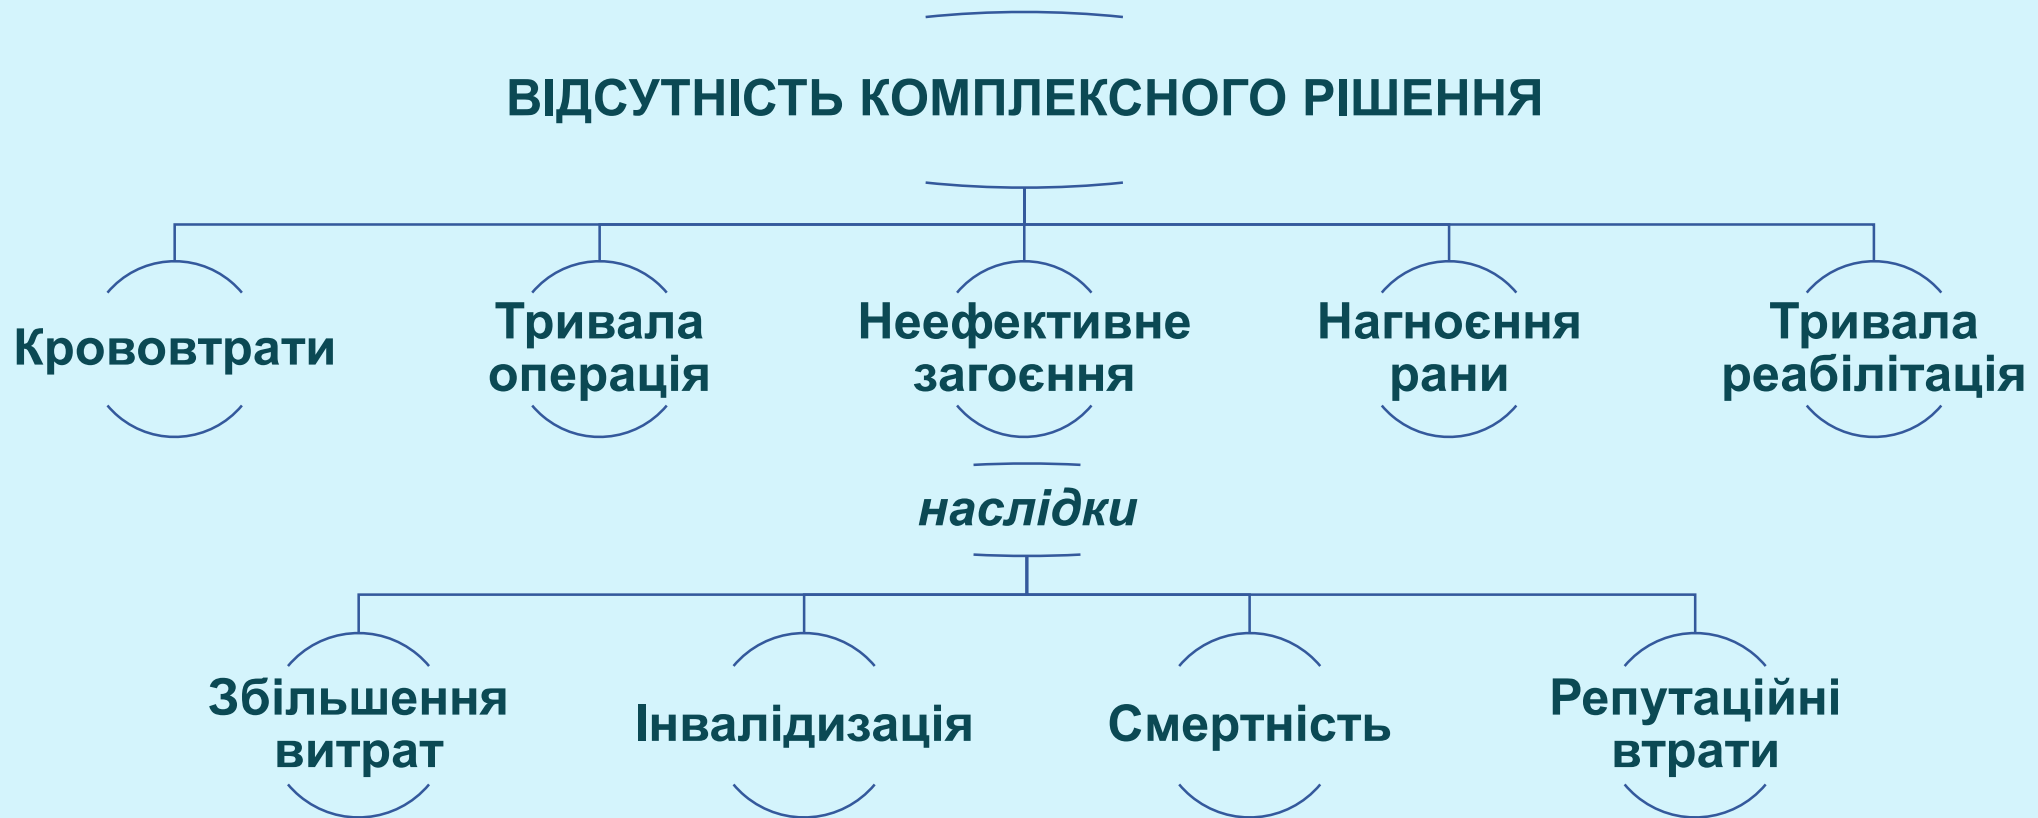 ВІДСУТНІСТЬ КОМПЛЕКСНОГО РІШЕННЯ
Крововтрати
Тривала
операція
Неефективне
загоєння
Нагноєння
рани
Тривала
реабілітація
наслідки
Збільшення
витрат
Інвалідизація
Смертність
Репутаційні
втрати